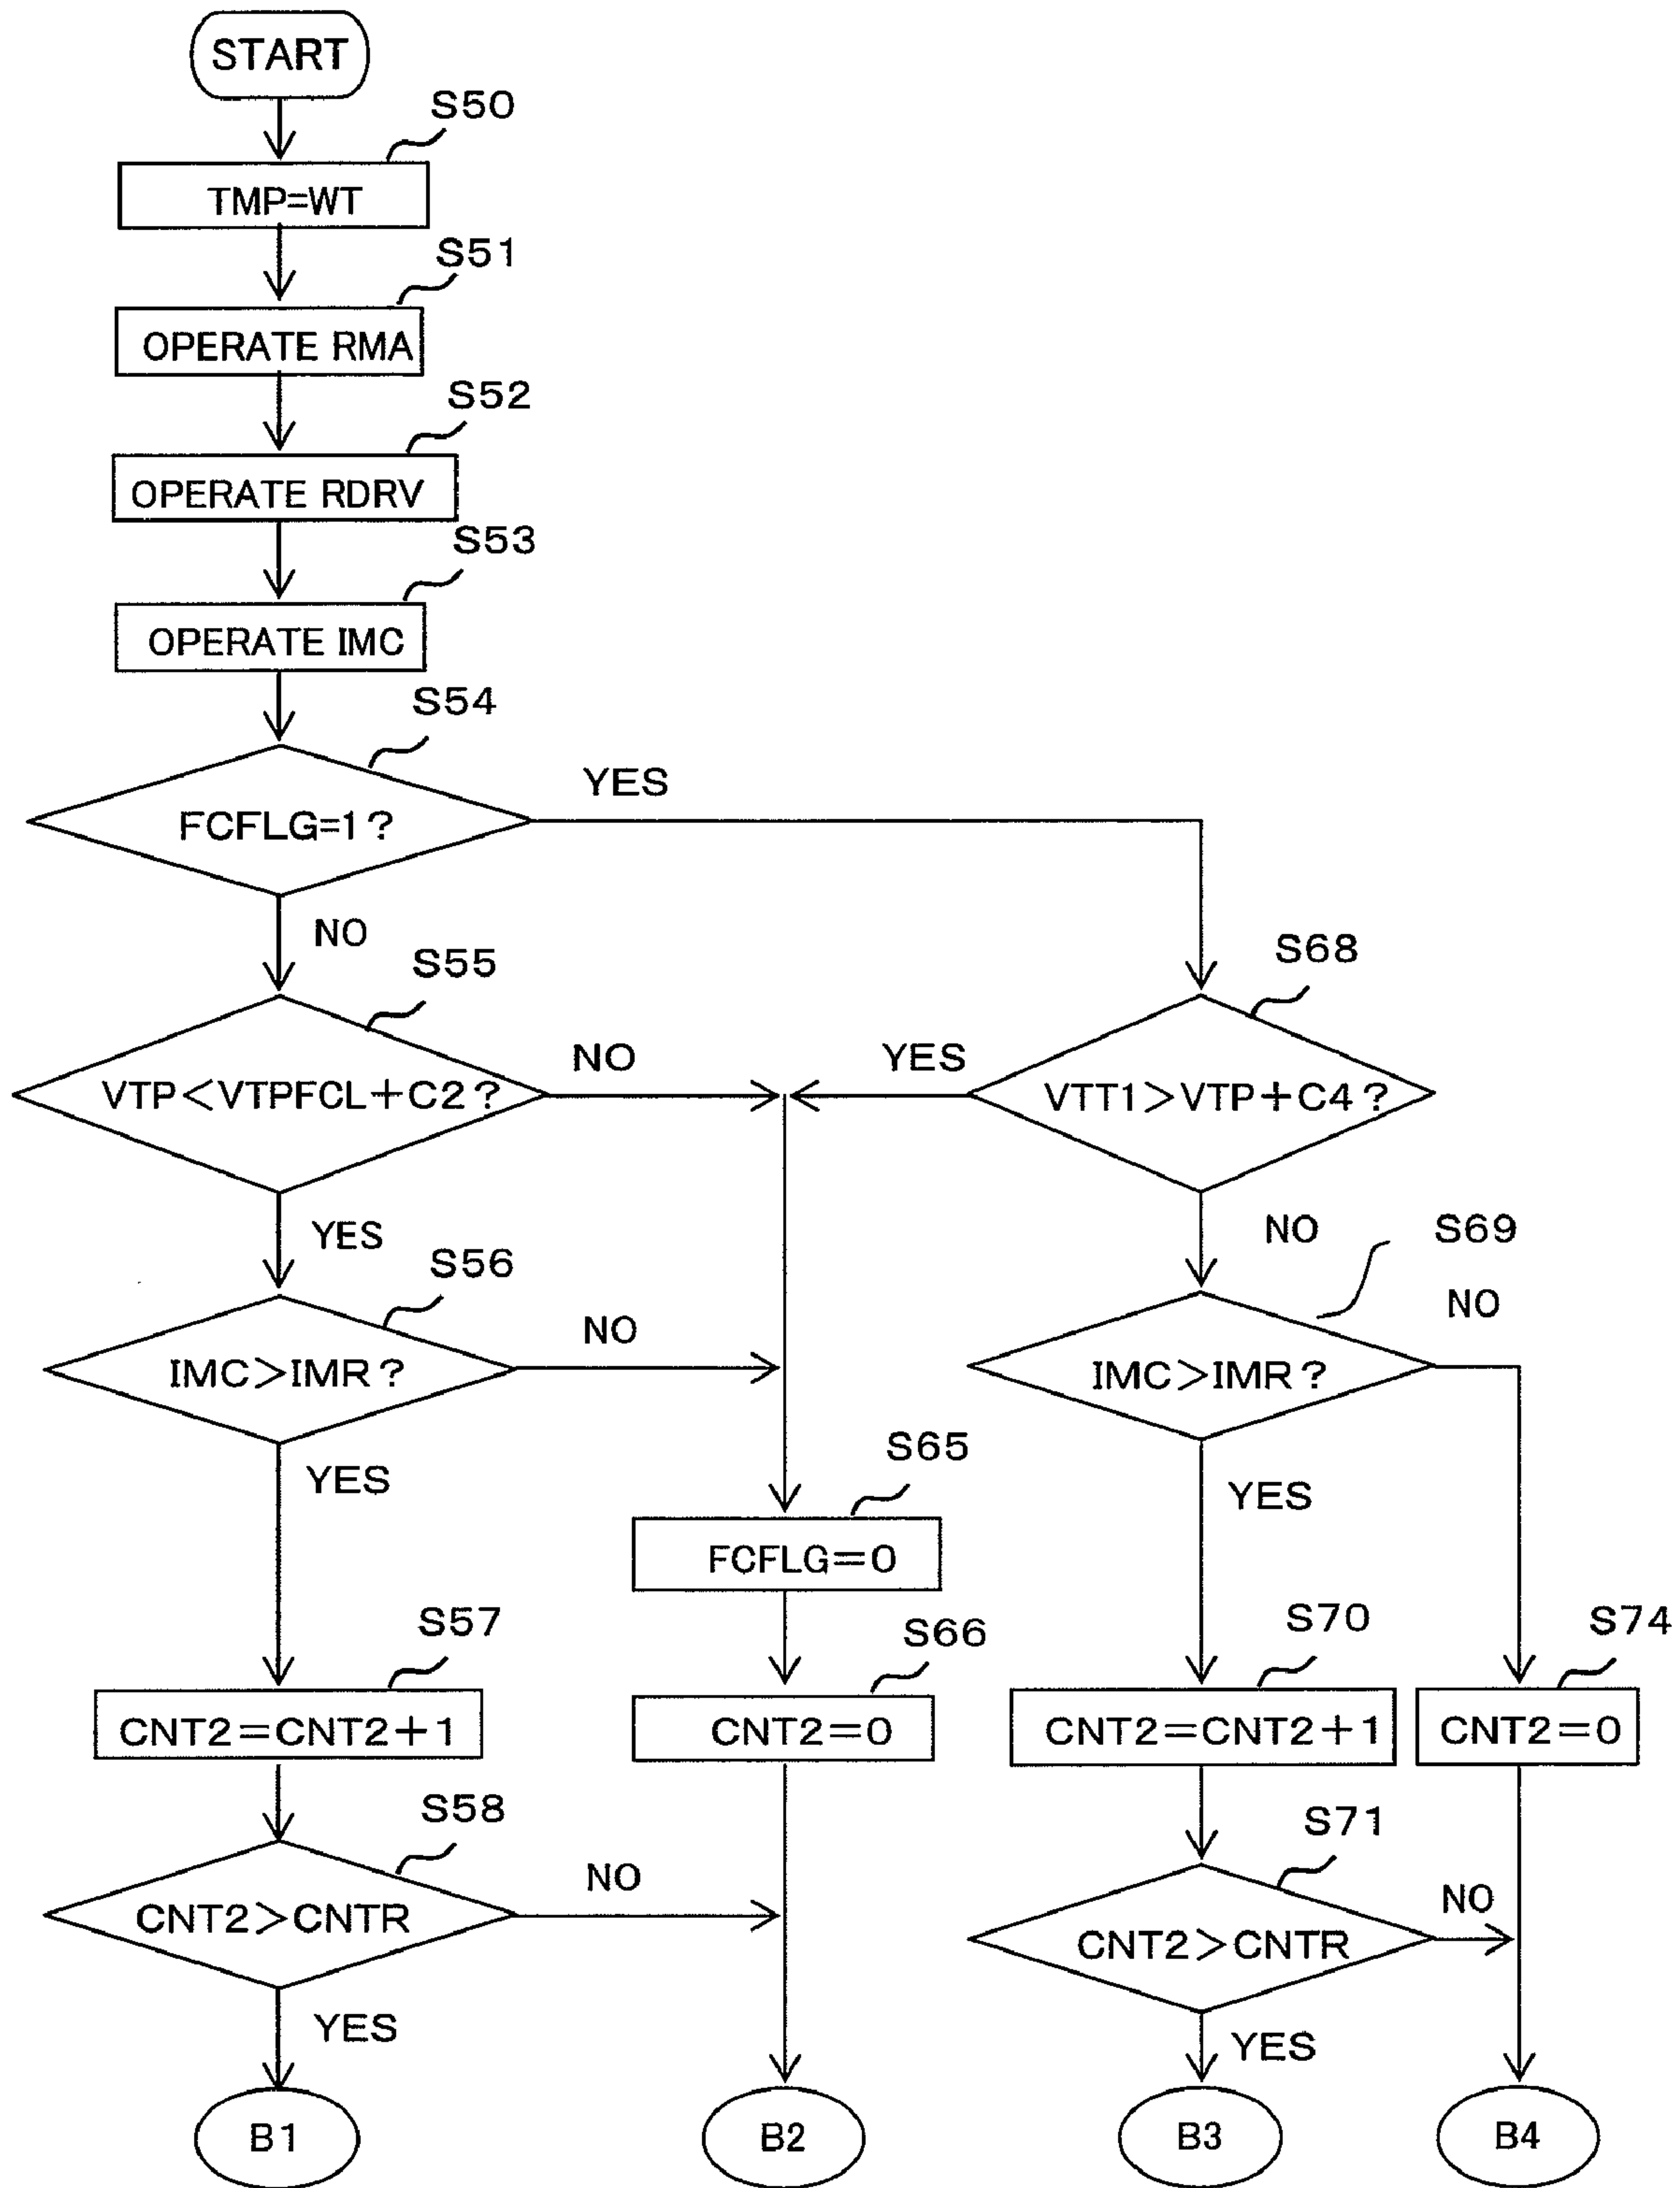 START
S50
TMP=WT
S51
OPERATE RMA
S52
OPERATE RDRV
S53
OPERATE IMC
S54
FCFLG=1?
YES
NO
S55
VTP<VTPFCL+C2?
NO
YES
S68
VTT1>VTP+C4?
YES
NO
S56
IMC>IMR?
NO
YES
S69
NO
IMC>IMR?
YES
S65
FCFLG=0
S57
CNT2=CNT2+1
S66
CNT2=0
S70
CNT2=CNT2+1
S74
CNT2=0
S58
CNT2>CNTR
NO
YES
S71
CNT2>CNTR
NO
YES
B1
B2
B3
B4